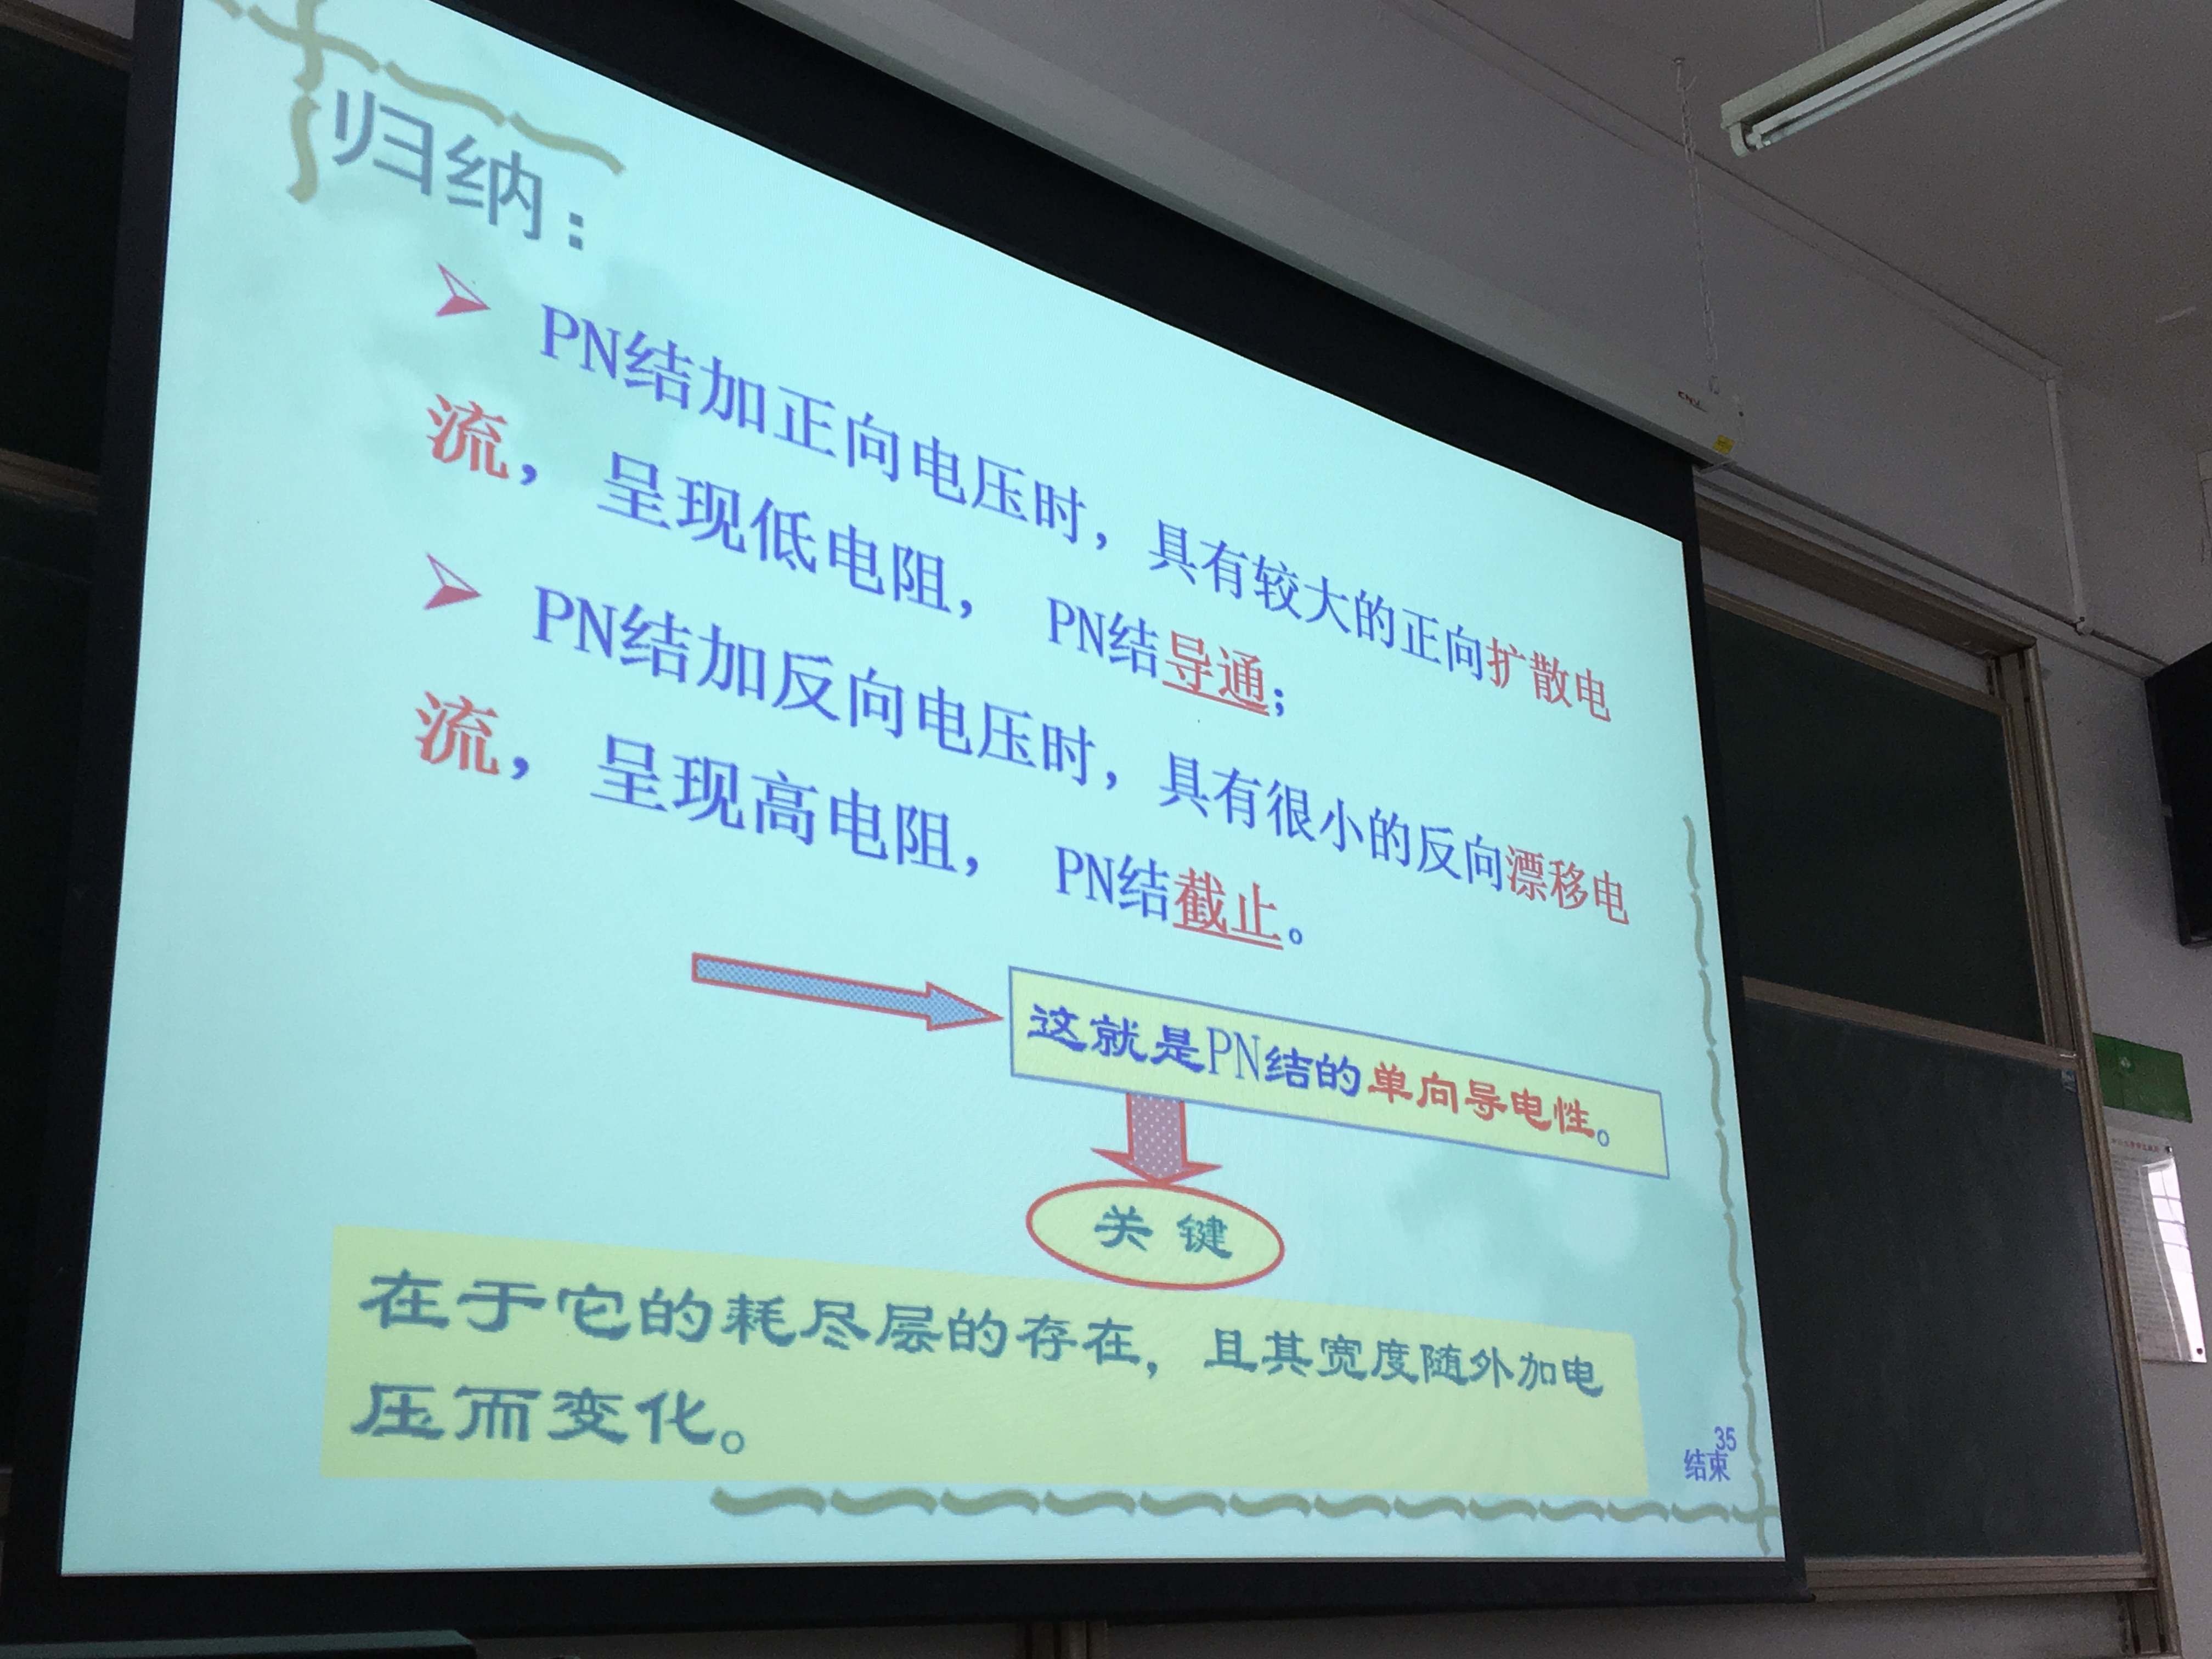 归纳：
PN结加正向电压时，具有较大的正向扩散电
流，呈现低电阻， PN结导通；
PN结加反向电压时，具有很小的反向漂移电
流，呈现高电阻， PN结截止。
这就是PN结的单向导电性。
关 键
在于它的耗尽层的存在，且其宽度随外加电
压而变化。
35
结束